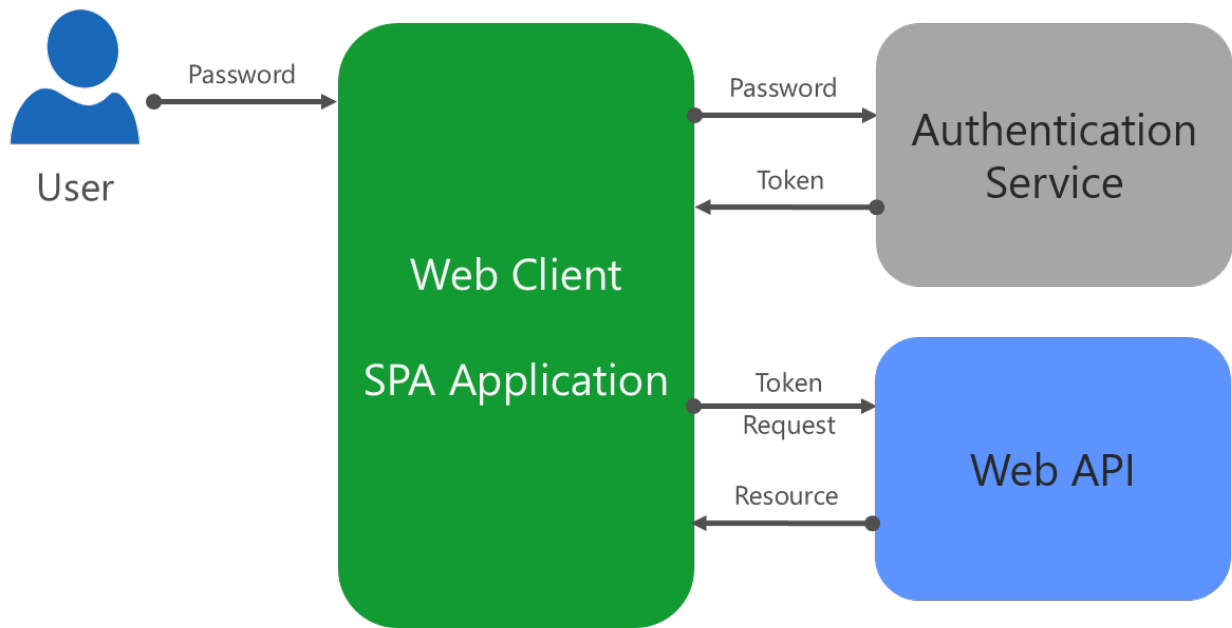 User
Password
Web Client
SPA Application
Password
Token
Authentication
Service
Token
Request
Resource
Web API